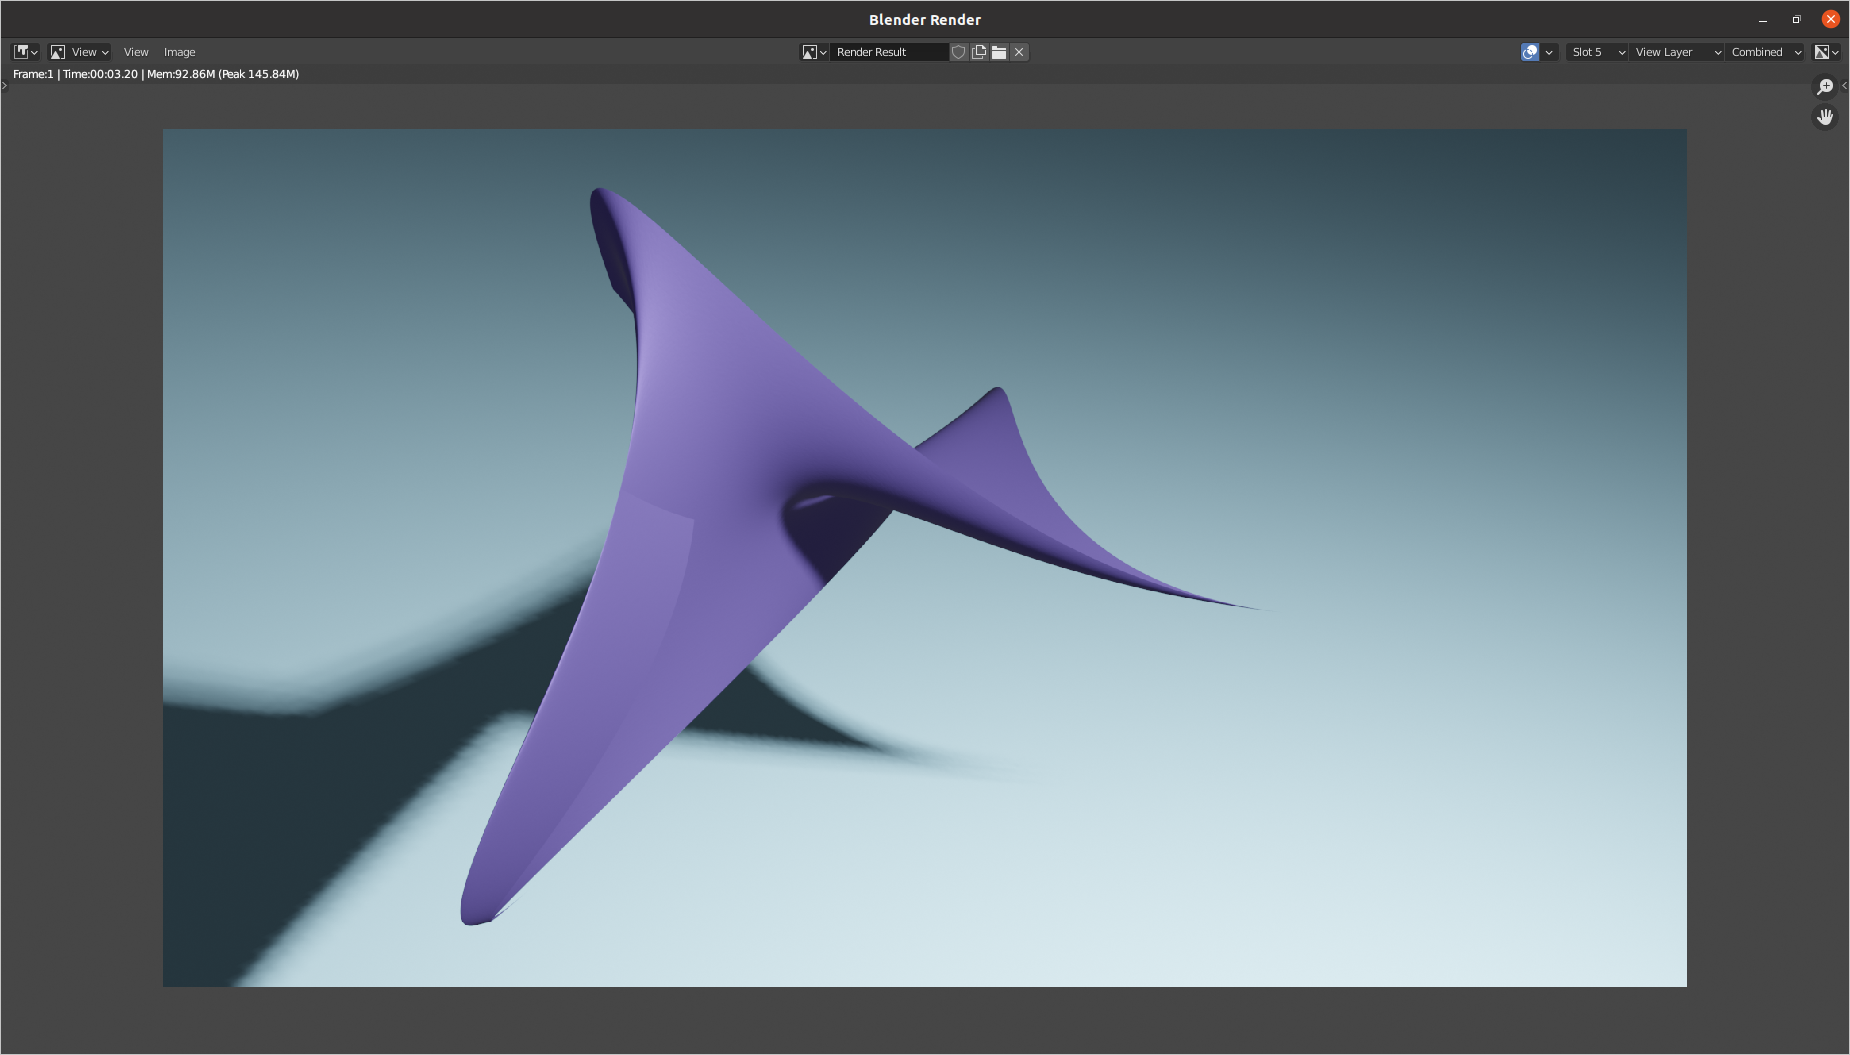 Blender Render
View View Image Render Result Slot 5 View Layer Combined
Frame:1 | Time:00:03.20 | Mem:92.86M (Peak 145.84M)